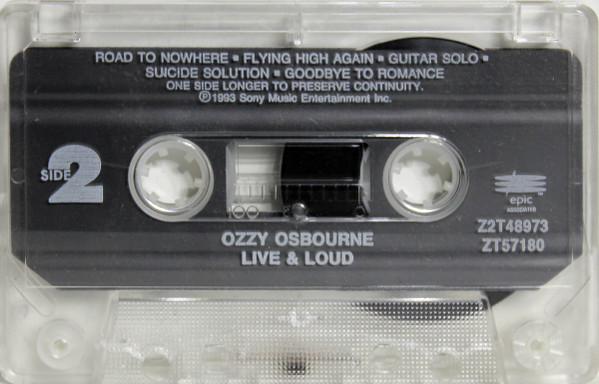 ROAD TO NOWHERE ▪ FLYING HIGH AGAIN ▪ GUITAR SOLO ▪
SUICIDE SOLUTION ▪ GOODBYE TO ROMANCE
ONE SIDE LONGER TO PRESERVE CONTINUITY.
℗1993 Sony Music Entertainment Inc.
SIDE 2
epic
ASSOCIATED
Z2T48973
ZT57180
OZZY OSBOURNE
LIVE & LOUD